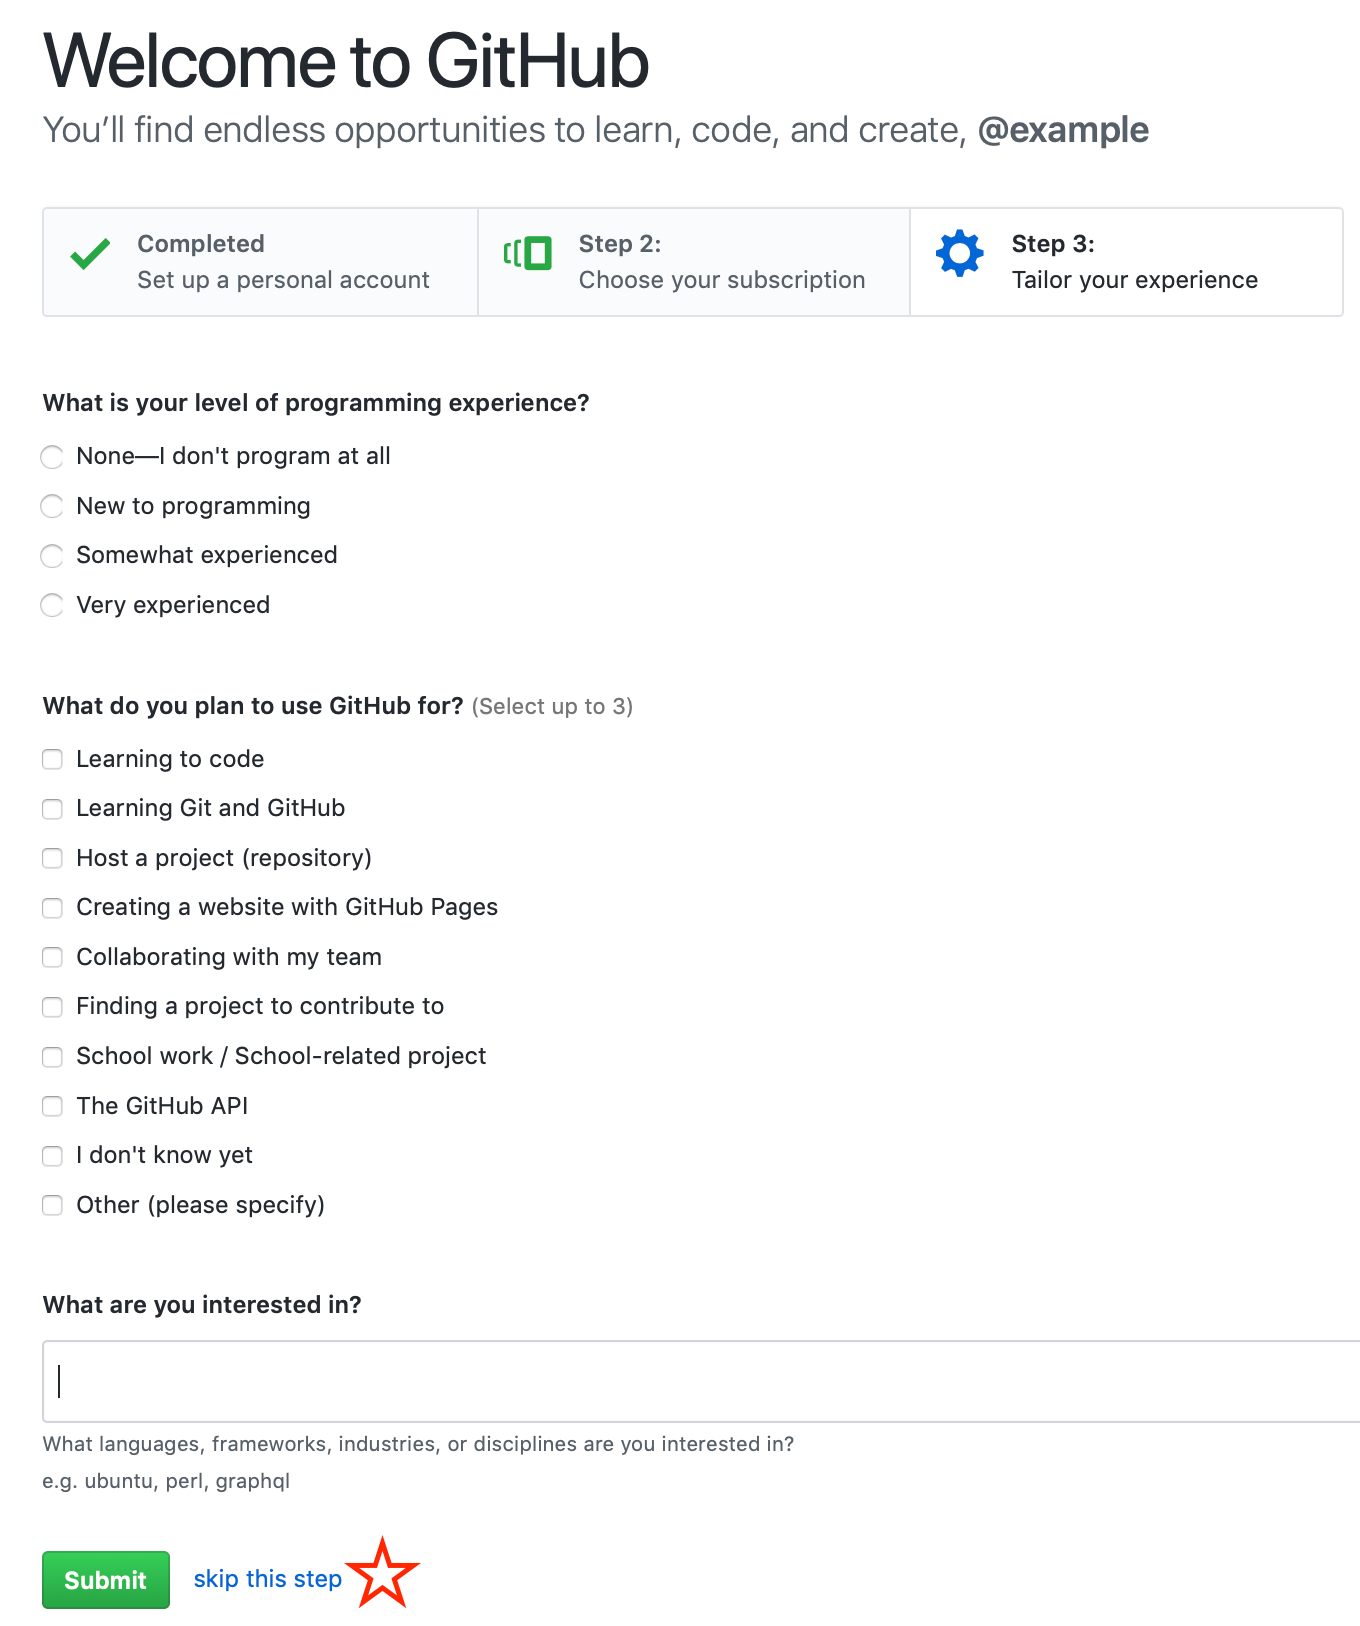 Welcome to GitHub
You’ll find endless opportunities to learn, code, and create, @example
Completed
Set up a personal account
Step 2:
Choose your subscription
Step 3:
Tailor your experience
What is your level of programming experience?
None—I don't program at all
New to programming
Somewhat experienced
Very experienced
What do you plan to use GitHub for? (Select up to 3)
Learning to code
Learning Git and GitHub
Host a project (repository)
Creating a website with GitHub Pages
Collaborating with my team
Finding a project to contribute to
School work / School-related project
The GitHub API
I don't know yet
Other (please specify)
What are you interested in?
What languages, frameworks, industries, or disciplines are you interested in?
e.g. ubuntu, perl, graphql
Submit skip this step